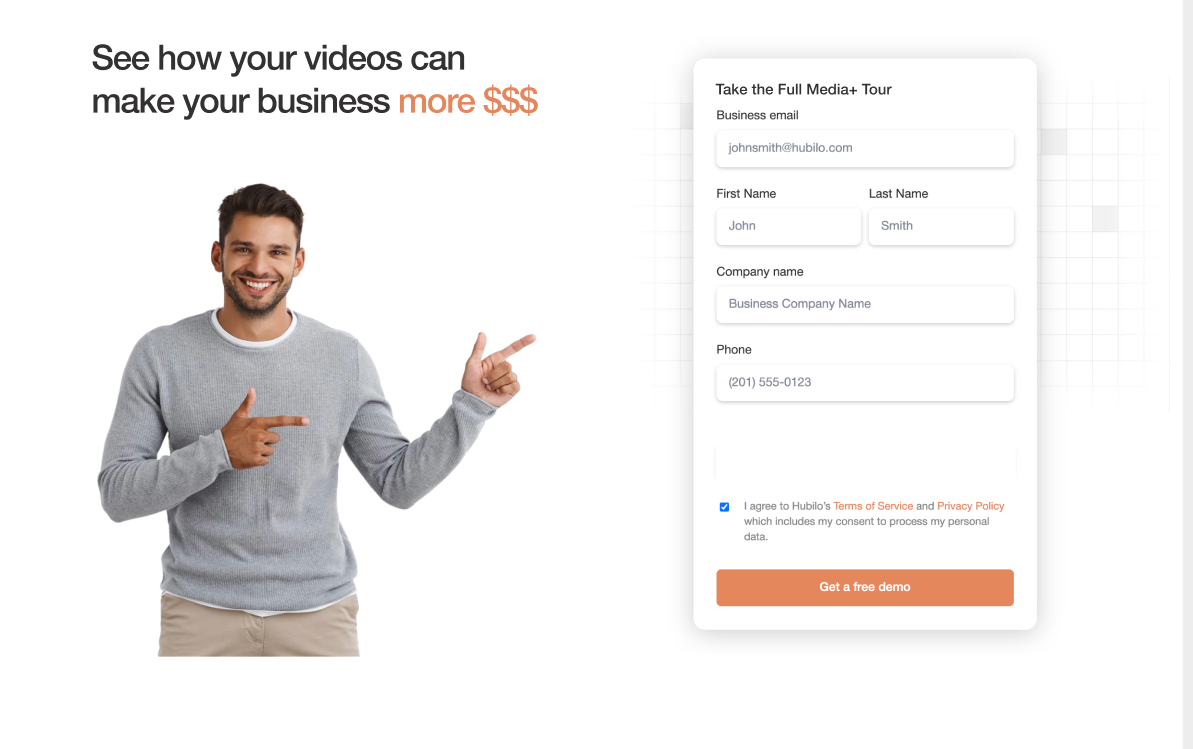 See how your videos can
make your business more $$$
Take the Full Media+ Tour
Business email
johnsmith@hubilo.com
First Name
Last Name
John
Smith
Company name
Business Company Name
Phone
(201) 555-0123
I agree to Hubilo's Terms of Service and Privacy Policy
which includes my consent to process my personal
data.
Get a free demo